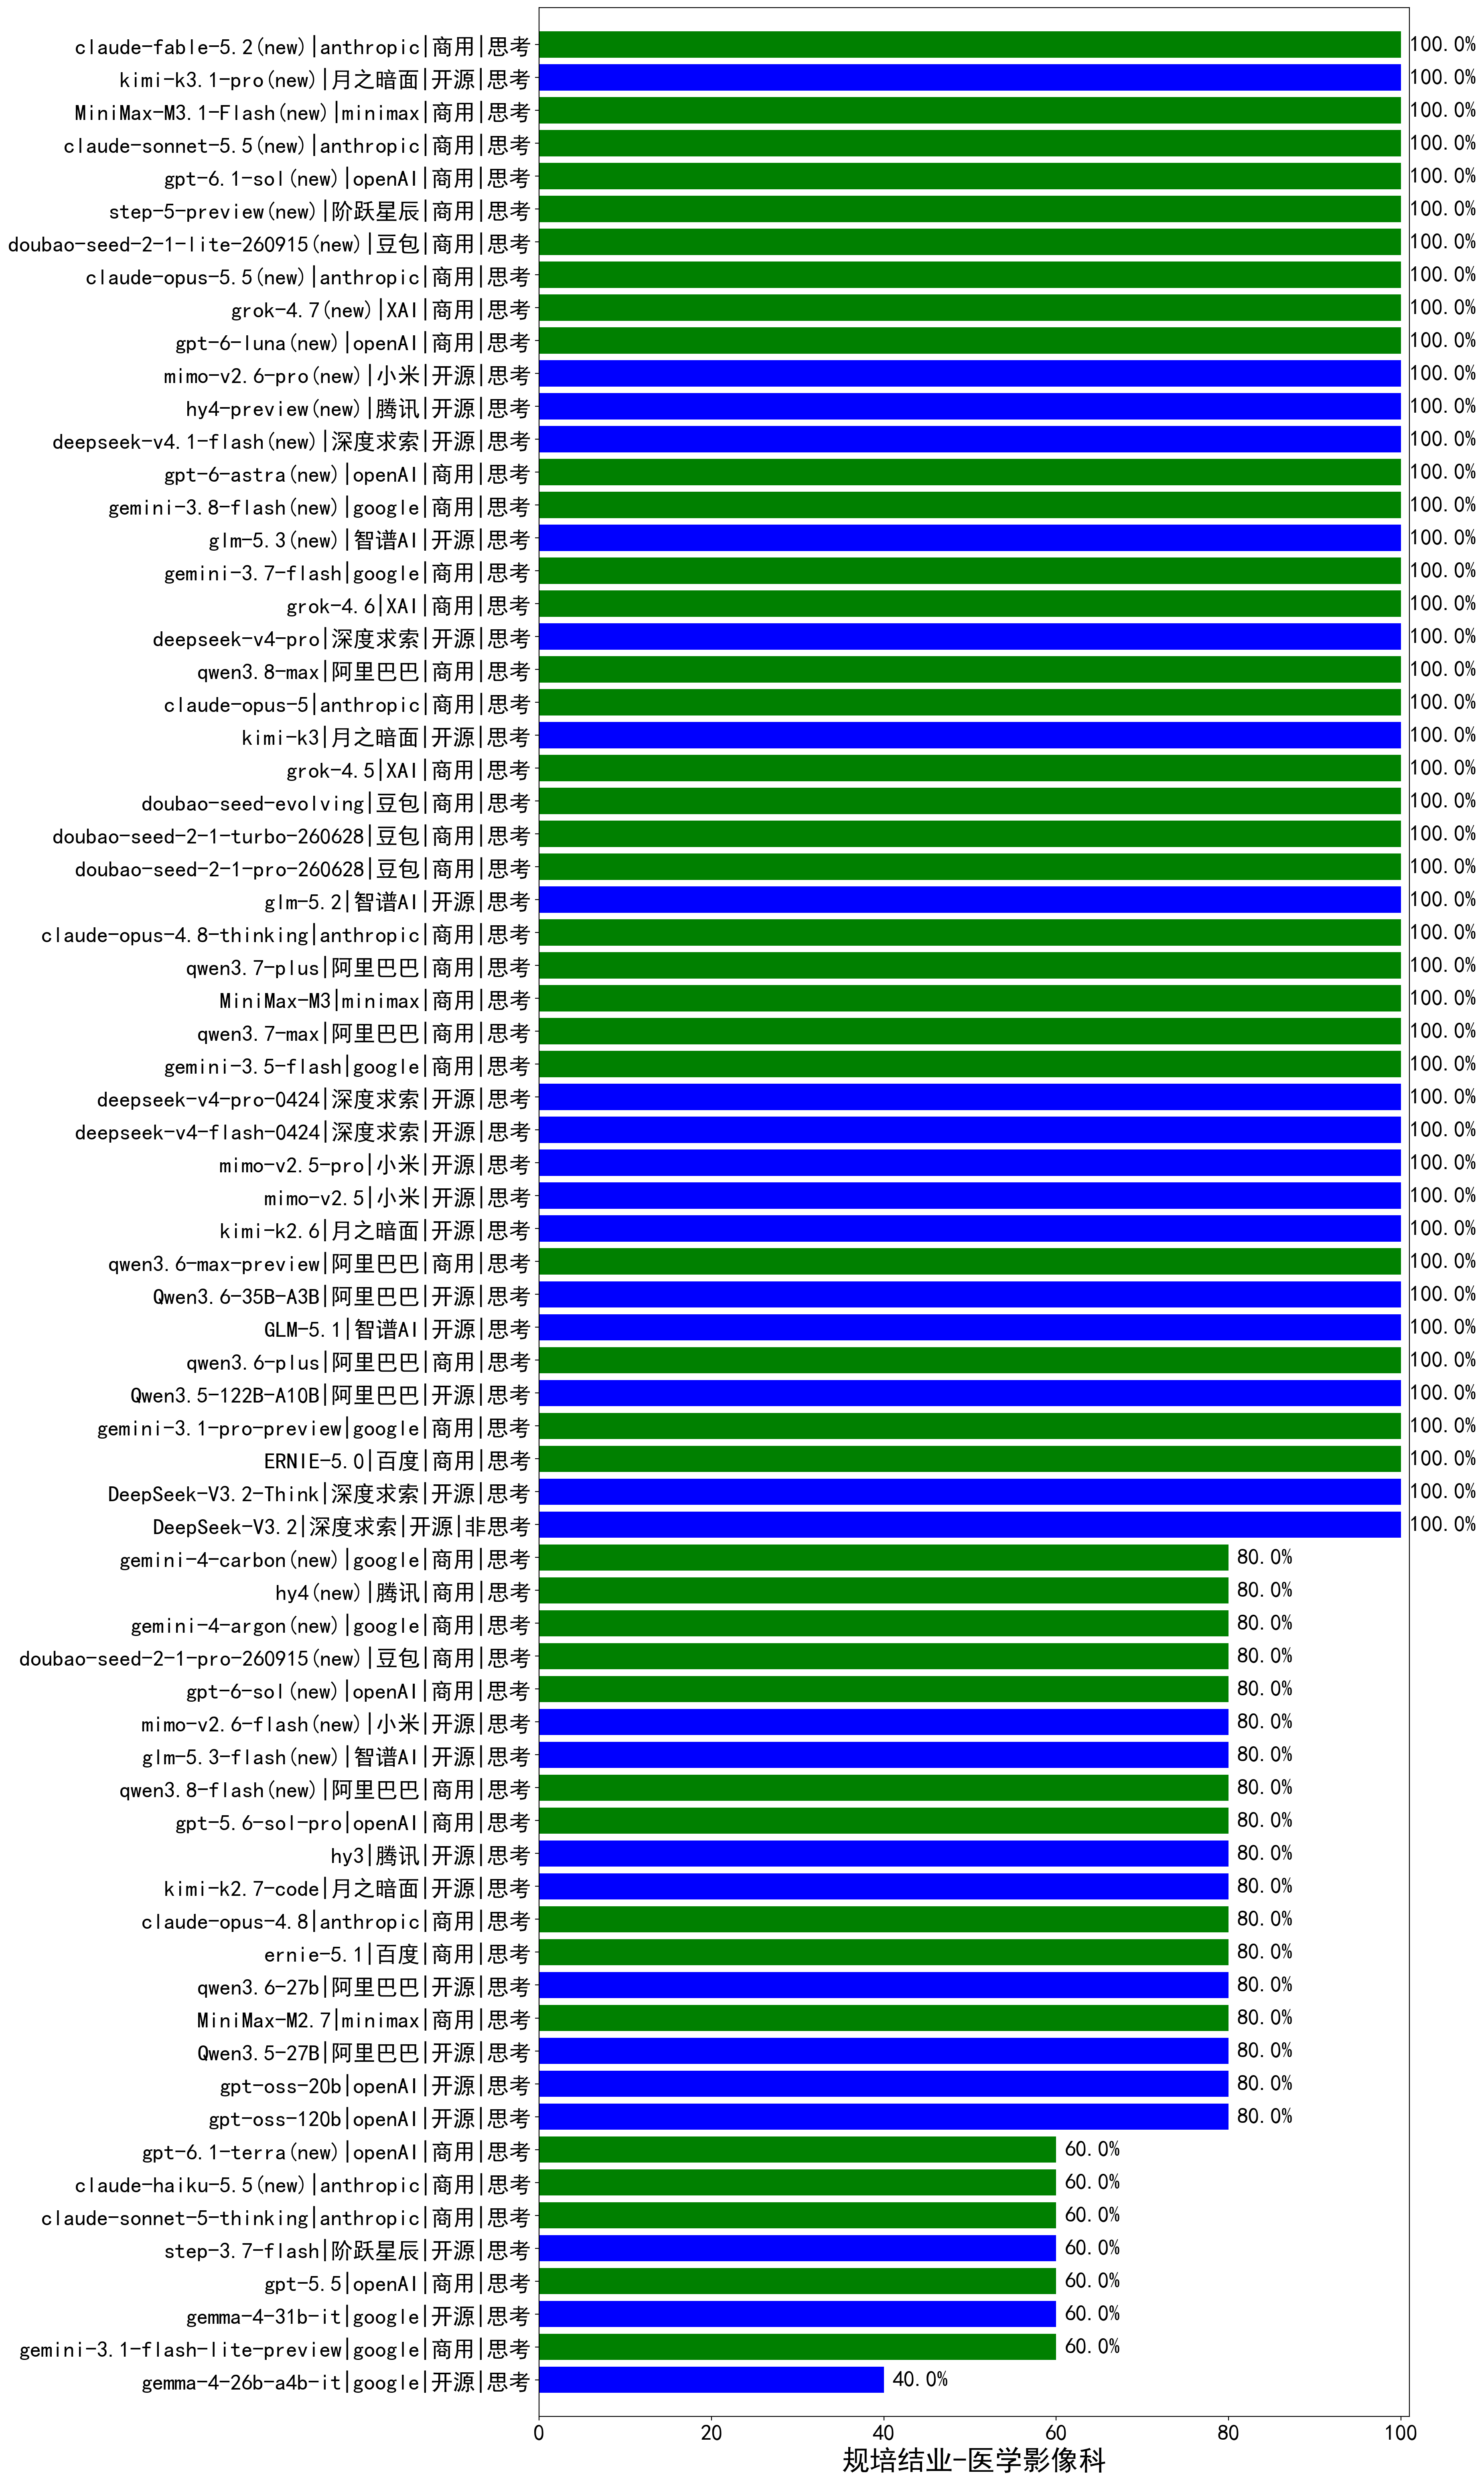 claude-fable-5.2(new)|anthropic|商用|思考 100.0%
kimi-k3.1-pro(new)|月之暗面|开源|思考 100.0%
MiniMax-M3.1-Flash(new)|minimax|商用|思考 100.0%
claude-sonnet-5.5(new)|anthropic|商用|思考 100.0%
gpt-6.1-sol(new)|openAI|商用|思考 100.0%
step-5-preview(new)|阶跃星辰|商用|思考 100.0%
doubao-seed-2-1-lite-260915(new)|豆包|商用|思考 100.0%
claude-opus-5.5(new)|anthropic|商用|思考 100.0%
grok-4.7(new)|XAI|商用|思考 100.0%
gpt-6-luna(new)|openAI|商用|思考 100.0%
mimo-v2.6-pro(new)|小米|开源|思考 100.0%
hy4-preview(new)|腾讯|开源|思考 100.0%
deepseek-v4.1-flash(new)|深度求索|开源|思考 100.0%
gpt-6-astra(new)|openAI|商用|思考 100.0%
gemini-3.8-flash(new)|google|商用|思考 100.0%
glm-5.3(new)|智谱AI|开源|思考 100.0%
gemini-3.7-flash|google|商用|思考 100.0%
grok-4.6|XAI|商用|思考 100.0%
deepseek-v4-pro|深度求索|开源|思考 100.0%
qwen3.8-max|阿里巴巴|商用|思考 100.0%
claude-opus-5|anthropic|商用|思考 100.0%
kimi-k3|月之暗面|开源|思考 100.0%
grok-4.5|XAI|商用|思考 100.0%
doubao-seed-evolving|豆包|商用|思考 100.0%
doubao-seed-2-1-turbo-260628|豆包|商用|思考 100.0%
doubao-seed-2-1-pro-260628|豆包|商用|思考 100.0%
glm-5.2|智谱AI|开源|思考 100.0%
claude-opus-4.8-thinking|anthropic|商用|思考 100.0%
qwen3.7-plus|阿里巴巴|商用|思考 100.0%
MiniMax-M3|minimax|商用|思考 100.0%
qwen3.7-max|阿里巴巴|商用|思考 100.0%
gemini-3.5-flash|google|商用|思考 100.0%
deepseek-v4-pro-0424|深度求索|开源|思考 100.0%
deepseek-v4-flash-0424|深度求索|开源|思考 100.0%
mimo-v2.5-pro|小米|开源|思考 100.0%
mimo-v2.5|小米|开源|思考 100.0%
kimi-k2.6|月之暗面|开源|思考 100.0%
qwen3.6-max-preview|阿里巴巴|商用|思考 100.0%
Qwen3.6-35B-A3B|阿里巴巴|开源|思考 100.0%
GLM-5.1|智谱AI|开源|思考 100.0%
qwen3.6-plus|阿里巴巴|商用|思考 100.0%
Qwen3.5-122B-A10B|阿里巴巴|开源|思考 100.0%
gemini-3.1-pro-preview|google|商用|思考 100.0%
ERNIE-5.0|百度|商用|思考 100.0%
DeepSeek-V3.2-Think|深度求索|开源|思考 100.0%
DeepSeek-V3.2|深度求索|开源|非思考 100.0%
gemini-4-carbon(new)|google|商用|思考 80.0%
hy4(new)|腾讯|商用|思考 80.0%
gemini-4-argon(new)|google|商用|思考 80.0%
doubao-seed-2-1-pro-260915(new)|豆包|商用|思考 80.0%
gpt-6-sol(new)|openAI|商用|思考 80.0%
mimo-v2.6-flash(new)|小米|开源|思考 80.0%
glm-5.3-flash(new)|智谱AI|开源|思考 80.0%
qwen3.8-flash(new)|阿里巴巴|商用|思考 80.0%
gpt-5.6-sol-pro|openAI|商用|思考 80.0%
hy3|腾讯|开源|思考 80.0%
kimi-k2.7-code|月之暗面|开源|思考 80.0%
claude-opus-4.8|anthropic|商用|思考 80.0%
ernie-5.1|百度|商用|思考 80.0%
qwen3.6-27b|阿里巴巴|开源|思考 80.0%
MiniMax-M2.7|minimax|商用|思考 80.0%
Qwen3.5-27B|阿里巴巴|开源|思考 80.0%
gpt-oss-20b|openAI|开源|思考 80.0%
gpt-oss-120b|openAI|开源|思考 80.0%
gpt-6.1-terra(new)|openAI|商用|思考 60.0%
claude-haiku-5.5(new)|anthropic|商用|思考 60.0%
claude-sonnet-5-thinking|anthropic|商用|思考 60.0%
step-3.7-flash|阶跃星辰|开源|思考 60.0%
gpt-5.5|openAI|商用|思考 60.0%
gemma-4-31b-it|google|开源|思考 60.0%
gemini-3.1-flash-lite-preview|google|商用|思考 60.0%
gemma-4-26b-a4b-it|google|开源|思考 40.0%
0 20 40 60 80 100
规培结业-医学影像科